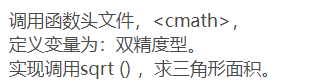 调用函数头文件，<cmath>，
定义变量为：双精度型。
实现调用sqrt () ，求三角形面积。